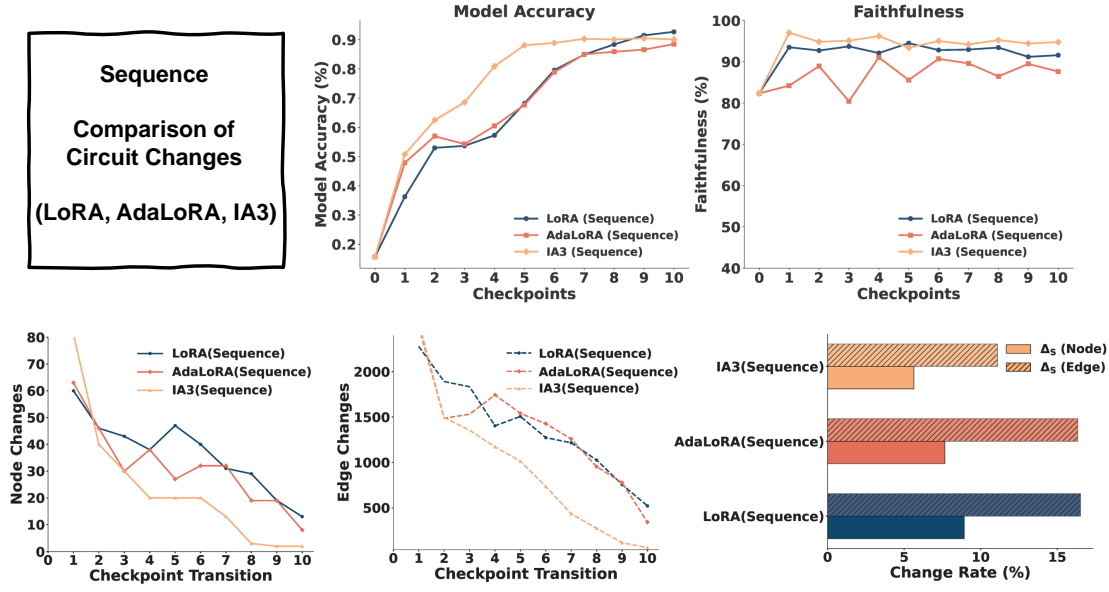 Sequence
Comparison of
Circuit Changes
(LoRA, AdaLoRA, IA3)
Model Accuracy
Model Accuracy (%)
0.9
0.8
0.7
0.6
0.5
0.4
0.3
0.2
LoRA (Sequence)
AdaLoRA (Sequence)
IA3 (Sequence)
0 1 2 3 4 5 6 7 8 9 10
Checkpoints
Faithfulness
Faithfulness (%)
100
90
80
70
60
50
40
LoRA (Sequence)
AdaLoRA (Sequence)
IA3 (Sequence)
0 1 2 3 4 5 6 7 8 9 10
Checkpoints
Node Changes
80
70
60
50
40
30
20
10
0
LoRA(Sequence)
AdaLoRA(Sequence)
IA3(Sequence)
0 1 2 3 4 5 6 7 8 9 10
Checkpoint Transition
Edge Changes
2000
1500
1000
500
LoRA(Sequence)
AdaLoRA(Sequence)
IA3(Sequence)
0 1 2 3 4 5 6 7 8 9 10
Checkpoint Transition
IA3(Sequence)
AdaLoRA(Sequence)
LoRA(Sequence)
Δ_S (Node)
Δ_S (Edge)
0 5 10 15
Change Rate (%)